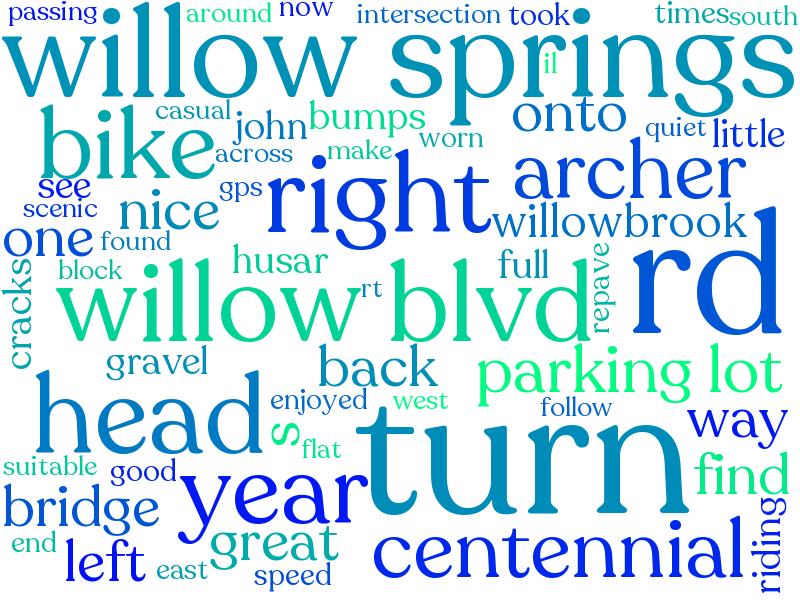 passing around now intersection took times south
willow springs
il
casual john bumps onto quiet little
bike across make worn
see gps right archer
scenic nice willowbrook
one found rd
cracks block husar full repave
willow blvd rt
gravel back parking lot
head enjoyed west follow way
s flat turn
suitable good year find
bridge great centennial riding
end left east speed